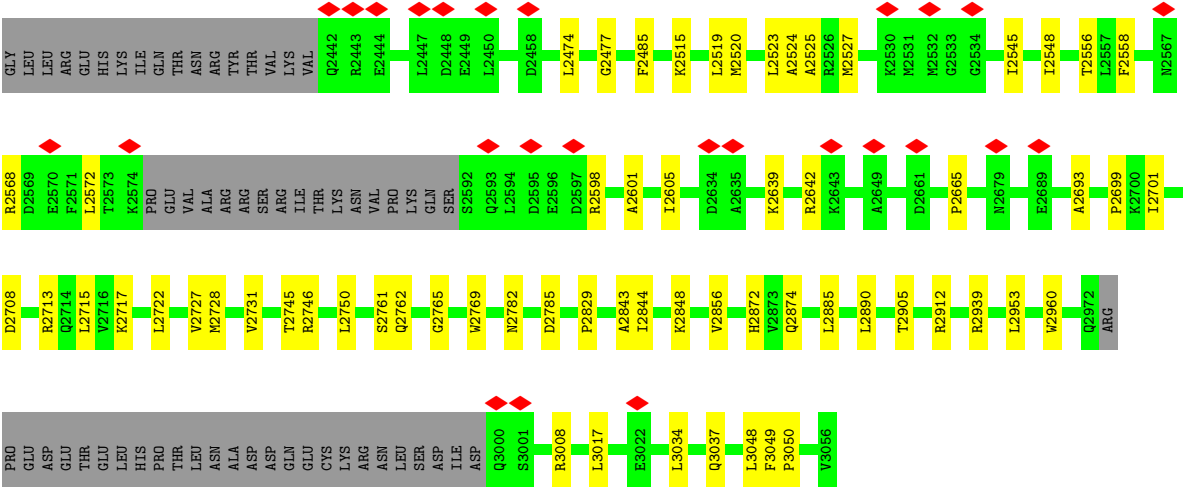 GLY LEU LEU ARG GLU HIS LYS ILE GLN THR ASN ARG TYR THR VAL LYS VAL Q2442 R2443 E2444 L2447 D2448 E2449 L2450 D2458 L2474 G2477 F2485 K2515 L2519 M2520 L2523 A2524 A2525 R2526 M2527 K2530 M2531 M2532 G2533 G2534 I2545 I2548 T2556 L2557 F2558 N2567
R2568 D2569 E2570 F2571 L2572 T2573 K2574 PRO GLU VAL ALA ARG ARG SER ARG ILE THR LYS ASN VAL PRO LYS GLN SER S2592 Q2593 L2594 D2595 E2596 D2597 R2598 A2601 I2605 D2634 A2635 K2639 R2642 K2643 A2649 D2661 P2665 N2679 E2689 A2693 P2699 K2700 I2701
D2708 R2713 Q2714 L2715 V2716 K2717 L2722 V2727 M2728 V2731 T2745 R2746 L2750 S2761 Q2762 G2765 W2769 N2782 D2785 P2829 A2843 I2844 K2848 V2856 H2872 V2873 Q2874 L2885 L2890 T2905 R2912 R2939 L2953 W2960 Q2972 ARG
PRO GLU ASP GLU THR GLU LEU HIS PRO THR LEU ASN ALA ASP ASP GLN GLU CYS LYS ARG ASN LEU SER ASP ILE ASP Q3000 S3001 R3008 L3017 E3022 L3034 Q3037 L3048 F3049 P3050 V3056